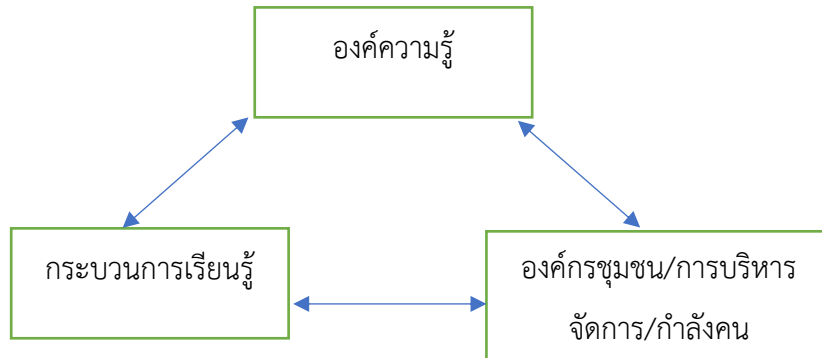 องค์ความรู้
กระบวนการเรียนรู้
องค์กรชุมชน/การบริหาร
จัดการ/กำลังคน